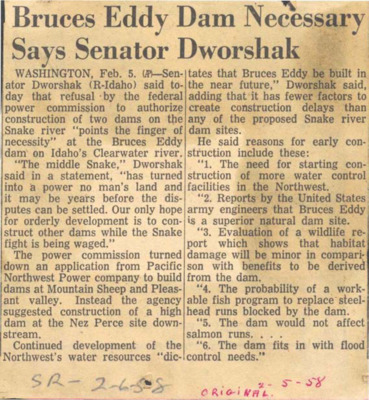 Bruces Eddy Dam Necessary
Says Senator Dworshak
WASHINGTON, Feb. 5. (AP)—Sen-
ator Dworshak (R-Idaho) said to-
day that refusal by the federal
power commission to authorize
construction of two dams on the
Snake river "points the finger of
necessity" at the Bruces Eddy
dam on Idaho's Clearwater river.
"The middle Snake," Dworshak
said in a statement, "has turned
into a power no man's land and
it may be years before the dis-
putes can be settled. Our only hope
for orderly development is to con-
struct other dams while the Snake
fight is being waged."
The power commission turned
down an application from Pacific
Northwest Power company to build
dams at Mountain Sheep and Pleas-
ant valley. Instead the agency
suggested construction of a high
dam at the Nez Perce site down-
stream.
Continued development of the
Northwest's water resources "dic-
tates that Bruces Eddy be built in
the near future," Dworshak said,
adding that it has fewer factors to
create construction delays than
any of the proposed Snake river
dam sites.
He said reasons for early con-
struction include these:
"1. The need for starting con-
struction of more water control
facilities in the Northwest.
"2. Reports by the United States
army engineers that Bruces Eddy
is a superior natural dam site.
"3. Evaluation of a wildlife re-
port which shows that habitat
damage will be minor in compari-
son with benefits to be derived
from the dam.
"4. The probability of a work-
able fish program to replace steel-
head runs blocked by the dam.
"5. The dam would not affect
salmon runs. . . .
"6. The dam fits in with flood
control needs."
SR- 2-6-58
ORIGINAL 2-5-58